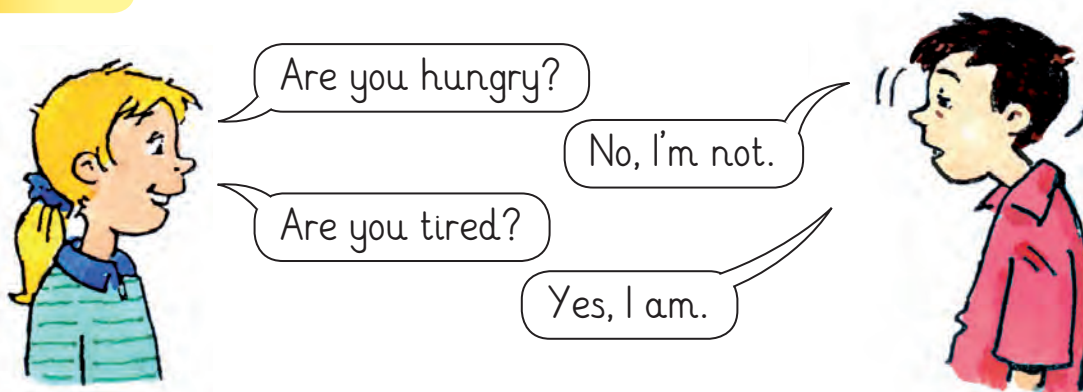 Are you hungry?
No, I'm not.
Are you tired?
Yes, I am.